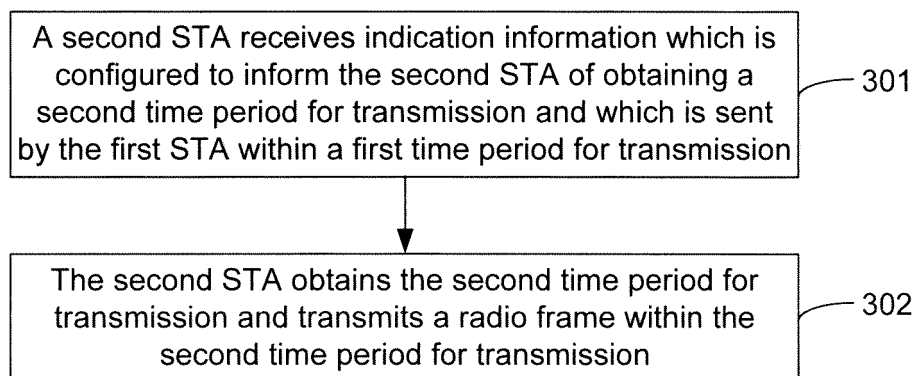 A second STA receives indication information which is
configured to inform the second STA of obtaining a
second time period for transmission and which is sent
by the first STA within a first time period for transmission
301
The second STA obtains the second time period for
transmission and transmits a radio frame within the
second time period for transmission
302